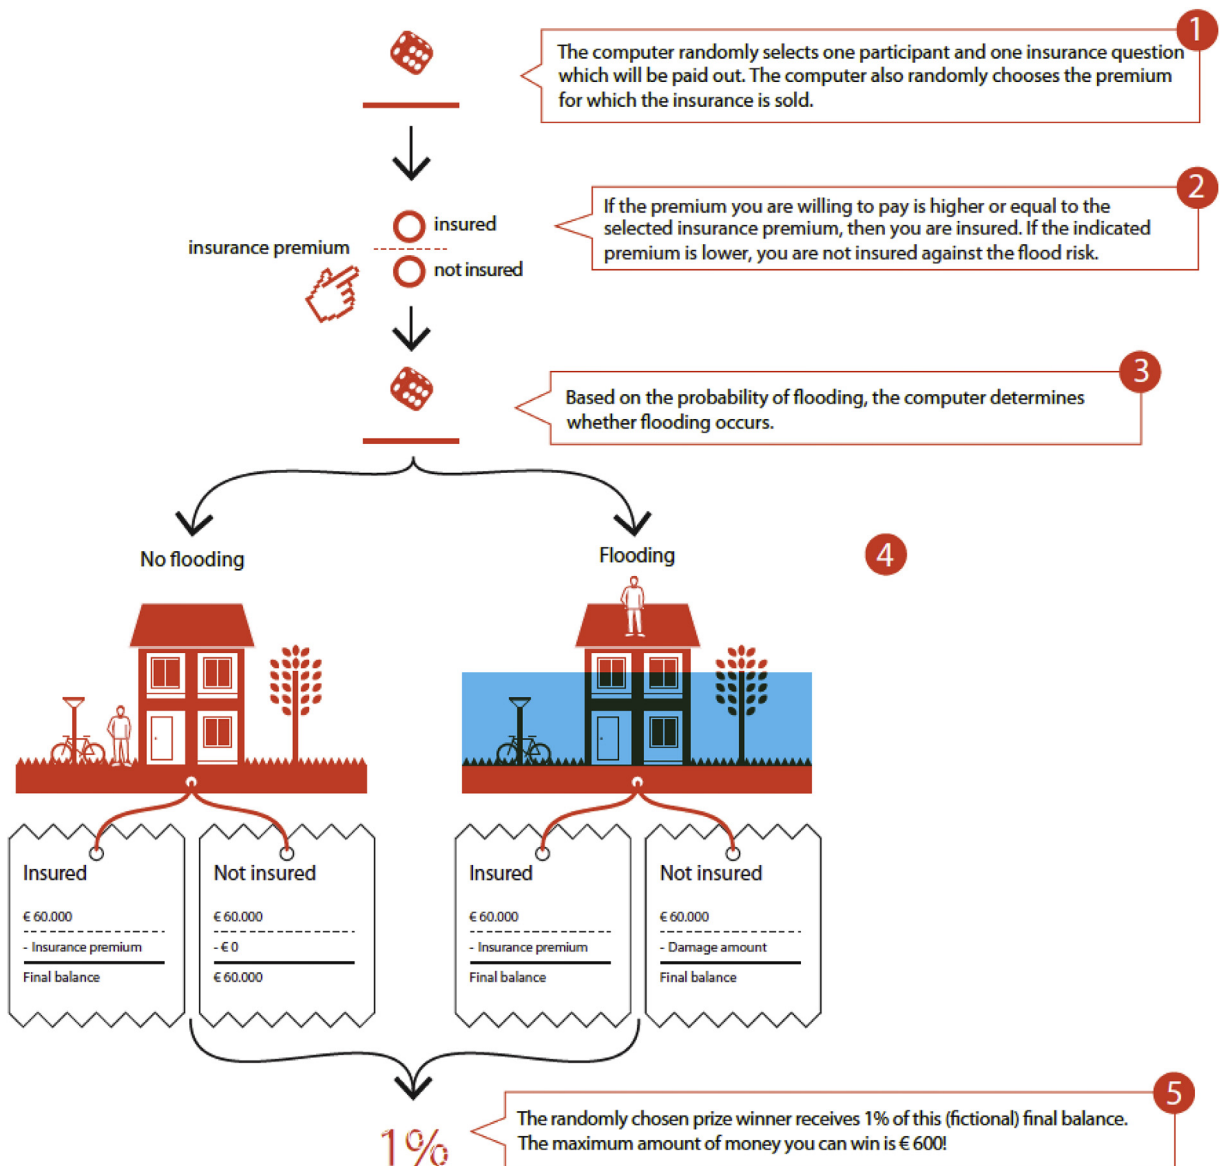 1
The computer randomly selects one participant and one insurance question
which will be paid out. The computer also randomly chooses the premium
for which the insurance is sold.
2
If the premium you are willing to pay is higher or equal to the
selected insurance premium, then you are insured. If the indicated
premium is lower, you are not insured against the flood risk.
insured
insurance premium
not insured
3
Based on the probability of flooding, the computer determines
whether flooding occurs.
No flooding
Flooding
4
Insured
€ 60.000
- Insurance premium
Final balance
Not insured
€ 60.000
- € 0
€ 60.000
Insured
€ 60.000
- Insurance premium
Final balance
Not insured
€ 60.000
- Damage amount
Final balance
5
The randomly chosen prize winner receives 1% of this (fictional) final balance.
The maximum amount of money you can win is € 600!
1%